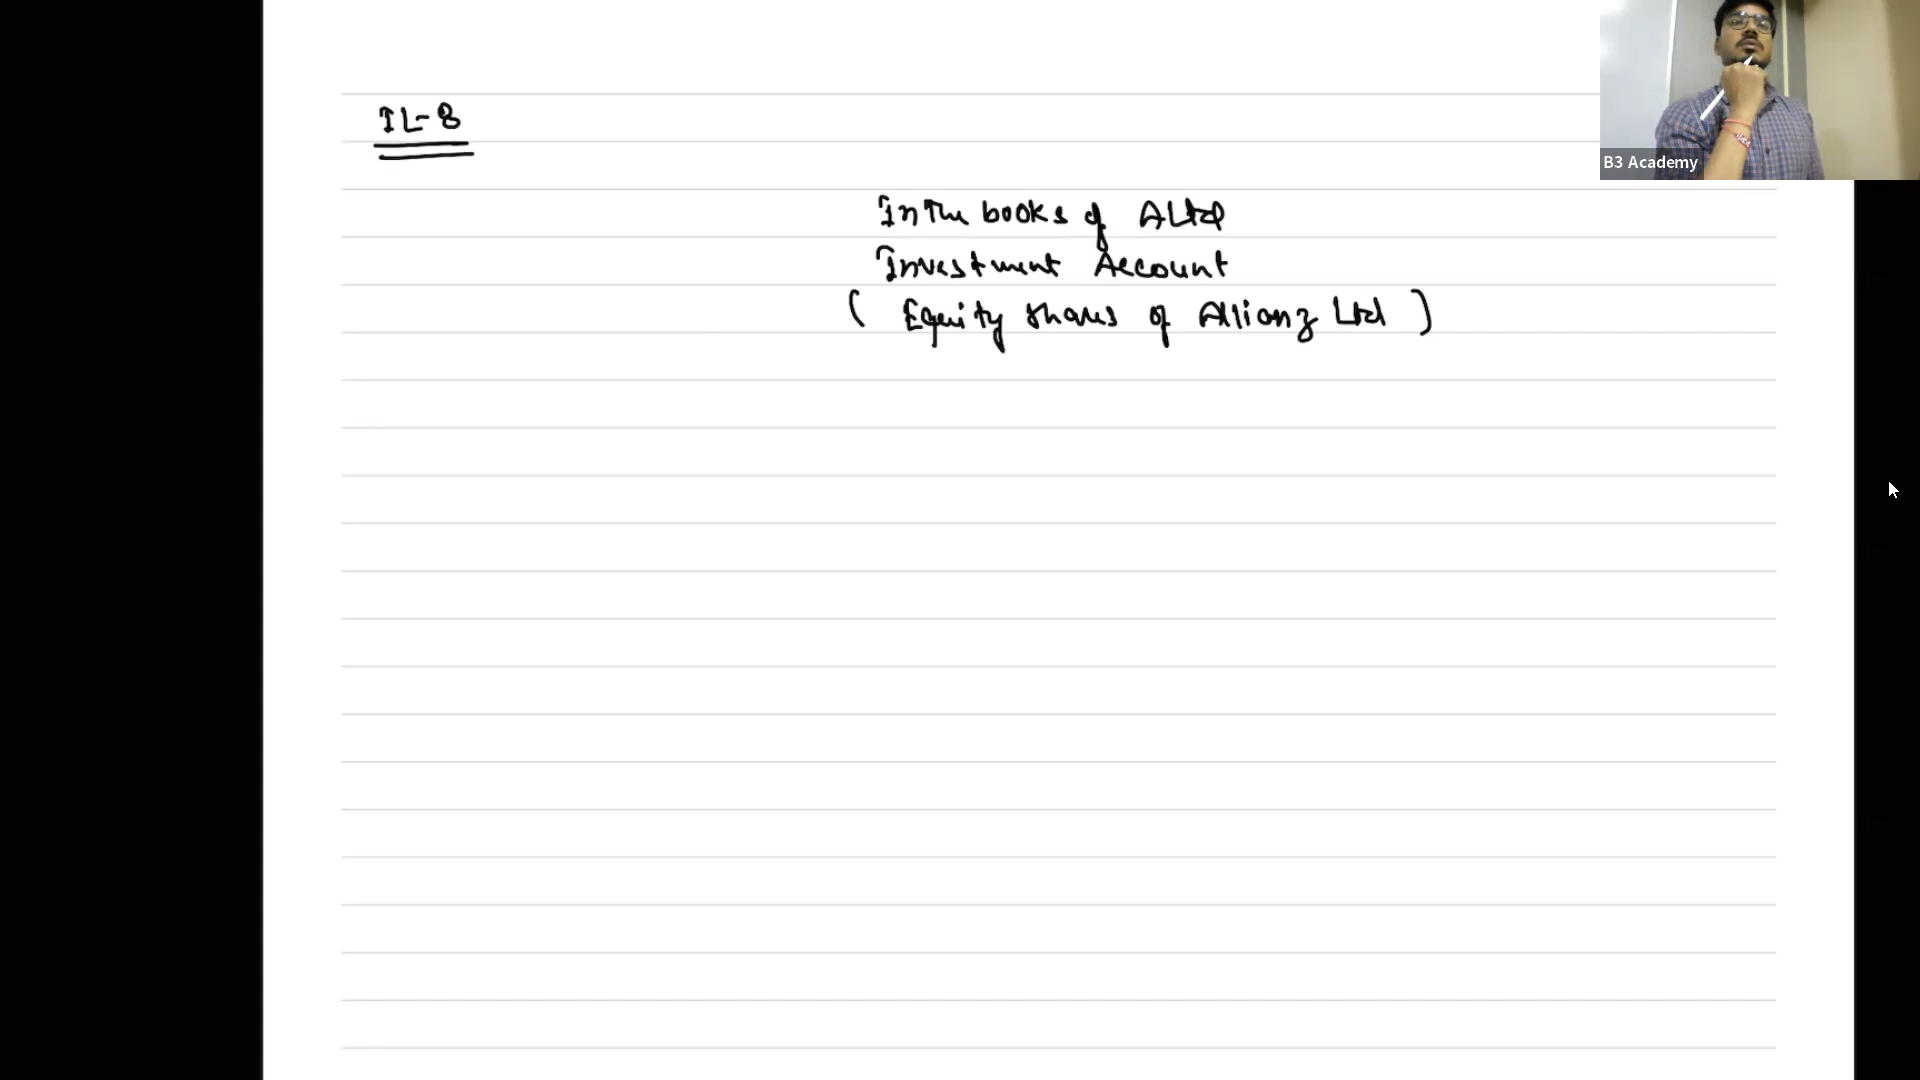 IL-8
B3 Academy
In the books of A Ltd
Investment Account
( Equity shares of Allianz Ltd )